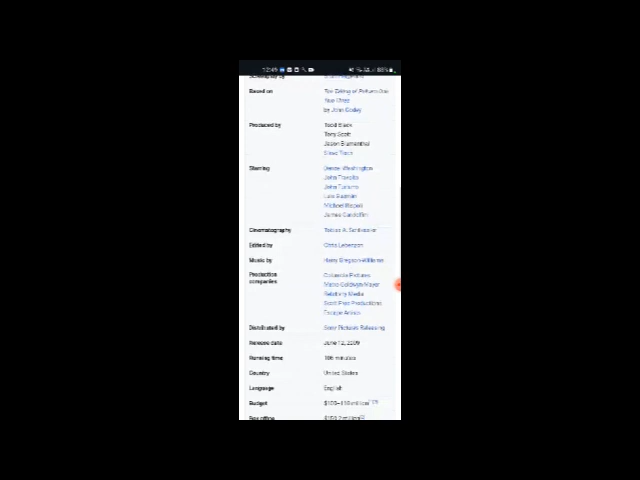 12:45
Based on
The Taking of Pelham One
Two Three
by John Godey
Produced by
Todd Black
Tony Scott
Jason Blumenthal
Steve Tisch
Starring
Denzel Washington
John Travolta
John Turturro
Luis Guzmán
Michael Rispoli
James Gandolfini
Cinematography
Tobias A. Schliessler
Edited by
Chris Lebenzon
Music by
Harry Gregson-Williams
Production
companies
Columbia Pictures
Metro-Goldwyn-Mayer
Relativity Media
Scott Free Productions
Escape Artists
Distributed by
Sony Pictures Releasing
Release date
June 12, 2009
Running time
106 minutes
Country
United States
Language
English
Budget
Box office